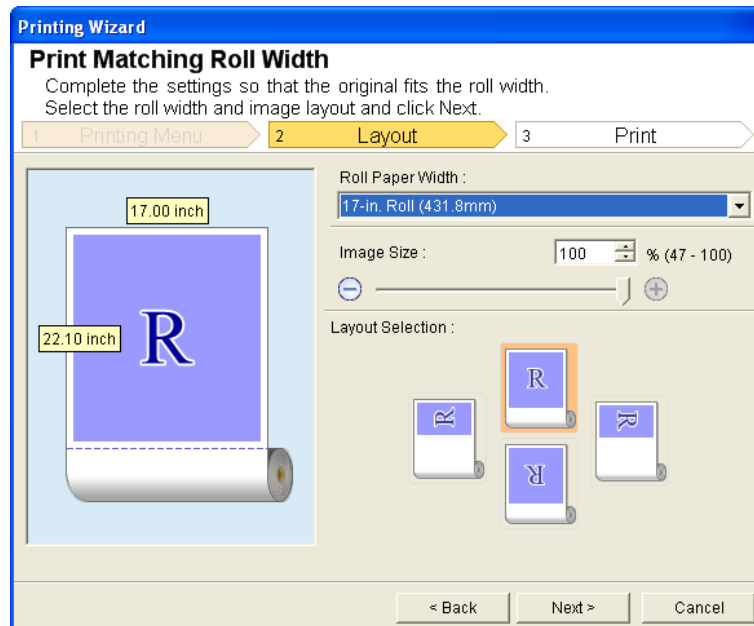 Printing Wizard
Print Matching Roll Width
Complete the settings so that the original fits the roll width.
Select the roll width and image layout and click Next.
1 Printing Menu 2 Layout 3 Print
Roll Paper Width :
17.00 inch
17-in. Roll (431.8mm)
Image Size : 100 % (47 - 100)
22.10 inch
R
Layout Selection :
R
R
R
R
< Back Next > Cancel